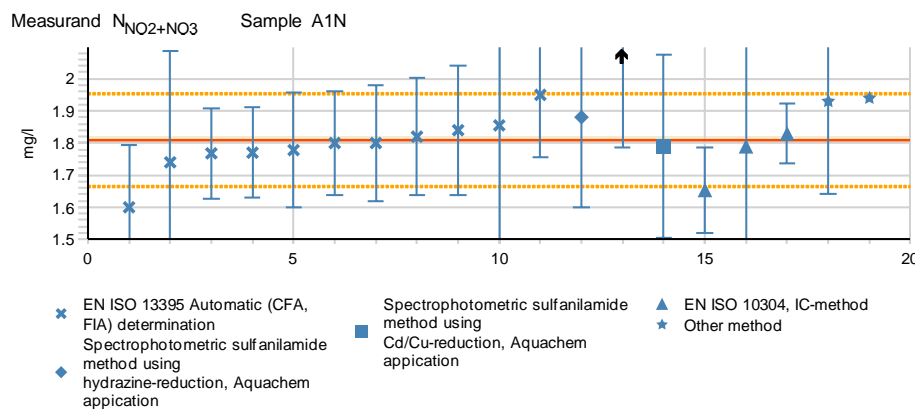 Measurand N NO2+NO3 Sample A1N
mg/l
2
1.9
1.8
1.7
1.6
1.5
0 5 10 15 20
EN ISO 13395 Automatic (CFA,
FIA) determination
Spectrophotometric sulfanilamide
method using
hydrazine-reduction, Aquachem
appication
Spectrophotometric sulfanilamide
method using
Cd/Cu-reduction, Aquachem
appication
EN ISO 10304, IC-method
Other method